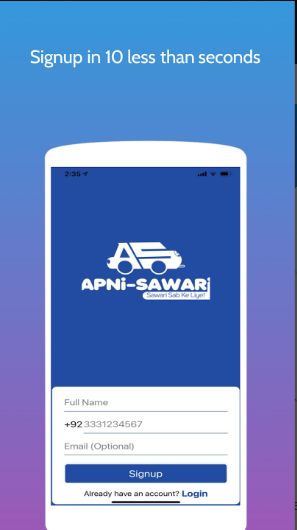 Signup in 10 less than seconds
2:35
AS
APNi-SAWARi
Sawari Sab Ke Liye!
Full Name
+92 3331234567
Email (Optional)
Signup
Already have an account? Login